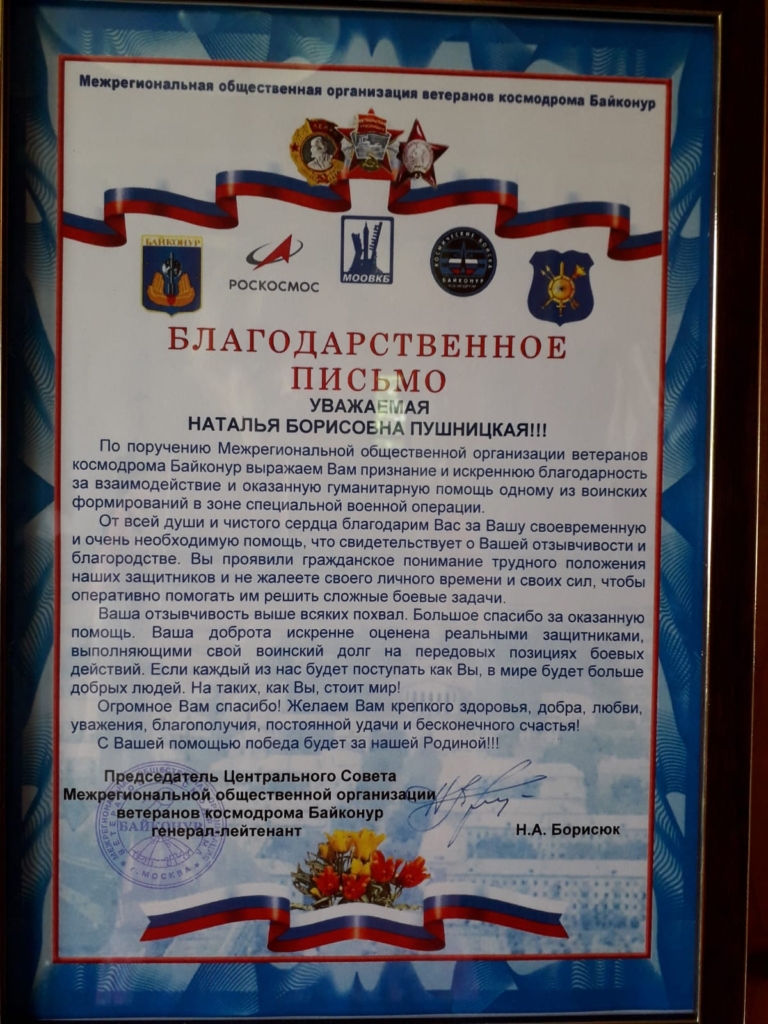 Межрегиональная общественная организация ветеранов космодрома Байконур
БАЙКОНУР
РОСКОСМОС
МООВКБ
КОСМИЧЕСКИЕ ВОЙСКА
БАЙКОНУР
БЛАГОДАРСТВЕННОЕ
ПИСЬМО
УВАЖАЕМАЯ
НАТАЛЬЯ БОРИСОВНА ПУШНИЦКАЯ!!!
По поручению Межрегиональной общественной организации ветеранов
космодрома Байконур выражаем Вам признание и искреннюю благодарность
за взаимодействие и оказанную гуманитарную помощь одному из воинских
формирований в зоне специальной военной операции.
От всей души и чистого сердца благодарим Вас за Вашу своевременную
и очень необходимую помощь, что свидетельствует о Вашей отзывчивости и
благородстве. Вы проявили гражданское понимание трудного положения
наших защитников и не жалеете своего личного времени и своих сил, чтобы
оперативно помогать им решить сложные боевые задачи.
Ваша отзывчивость выше всяких похвал. Большое спасибо за оказанную
помощь. Ваша доброта искренне оценена реальными защитниками,
выполняющими свой воинский долг на передовых позициях боевых
действий. Если каждый из нас будет поступать как Вы, в мире будет больше
добрых людей. На таких, как Вы, стоит мир!
Огромное Вам спасибо! Желаем Вам крепкого здоровья, добра, любви,
уважения, благополучия, постоянной удачи и бесконечного счастья!
С Вашей помощью победа будет за нашей Родиной!!!
Председатель Центрального Совета
Межрегиональной общественной организации
ветеранов космодрома Байконур
генерал-лейтенант
Н.А. Борисюк
БАЙКОНУР
г. МОСКВА